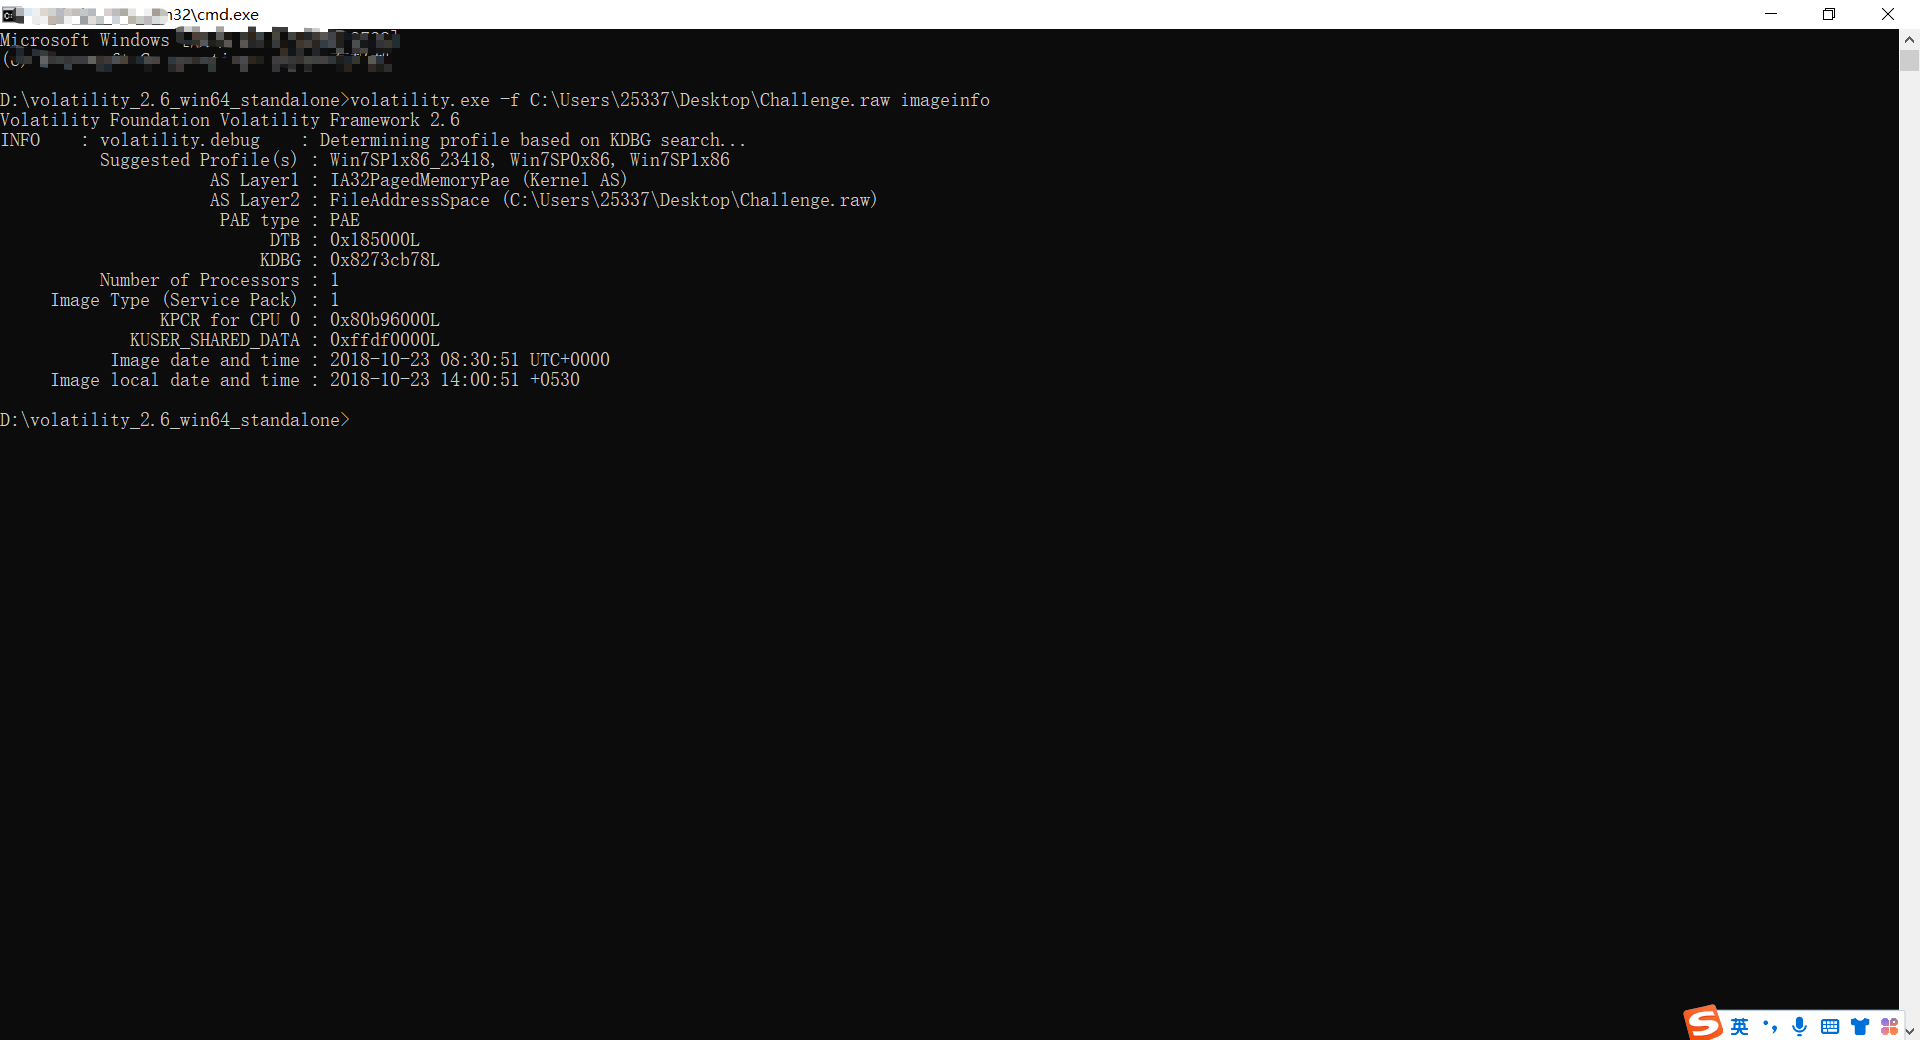 \cmd.exe
Microsoft Windows
D:\volatility_2.6_win64_standalone>volatility.exe -f C:\Users\25337\Desktop\Challenge.raw imageinfo
Volatility Foundation Volatility Framework 2.6
INFO    : volatility.debug    : Determining profile based on KDBG search...
Suggested Profile(s) : Win7SP1x86_23418, Win7SP0x86, Win7SP1x86
AS Layer1 : IA32PagedMemoryPae (Kernel AS)
AS Layer2 : FileAddressSpace (C:\Users\25337\Desktop\Challenge.raw)
PAE type : PAE
DTB : 0x185000L
KDBG : 0x8273cb78L
Number of Processors : 1
Image Type (Service Pack) : 1
KPCR for CPU 0 : 0x80b96000L
KUSER_SHARED_DATA : 0xffdf0000L
Image date and time : 2018-10-23 08:30:51 UTC+0000
Image local date and time : 2018-10-23 14:00:51 +0530
D:\volatility_2.6_win64_standalone>
英